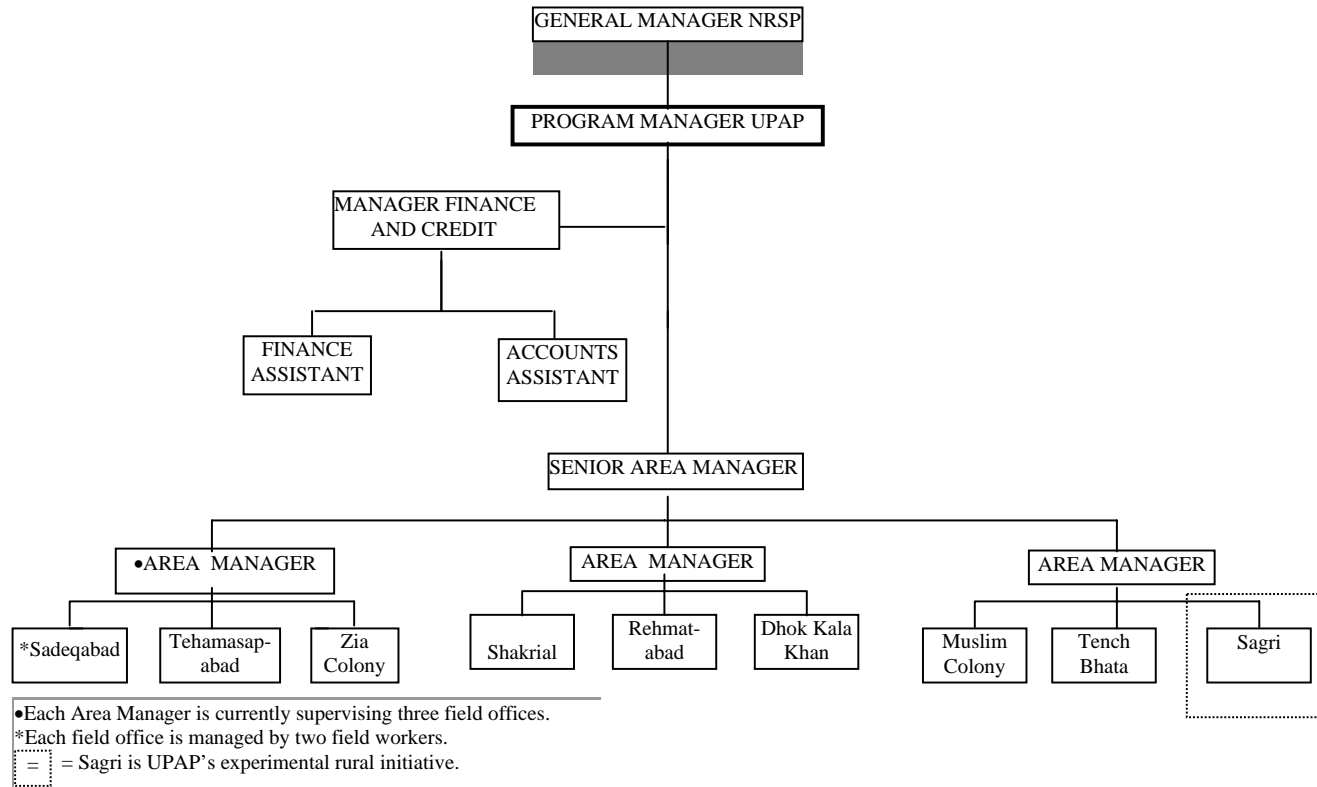 GENERAL MANAGER NRSP
PROGRAM MANAGER UPAP
MANAGER FINANCE
AND CREDIT
FINANCE
ASSISTANT
ACCOUNTS
ASSISTANT
SENIOR AREA MANAGER
•AREA MANAGER
AREA MANAGER
AREA MANAGER
*Sadeqabad
Tehamasap-
abad
Zia
Colony
Shakrial
Rehmat-
abad
Dhok Kala
Khan
Muslim
Colony
Tench
Bhata
Sagri
•Each Area Manager is currently supervising three field offices.
*Each field office is managed by two field workers.
= = Sagri is UPAP's experimental rural initiative.